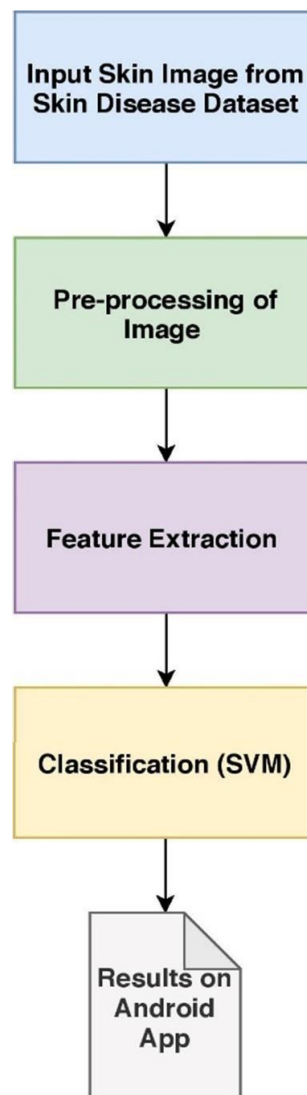 Input Skin Image from
Skin Disease Dataset
Pre-processing of
Image
Feature Extraction
Classification (SVM)
Results on
Android
App